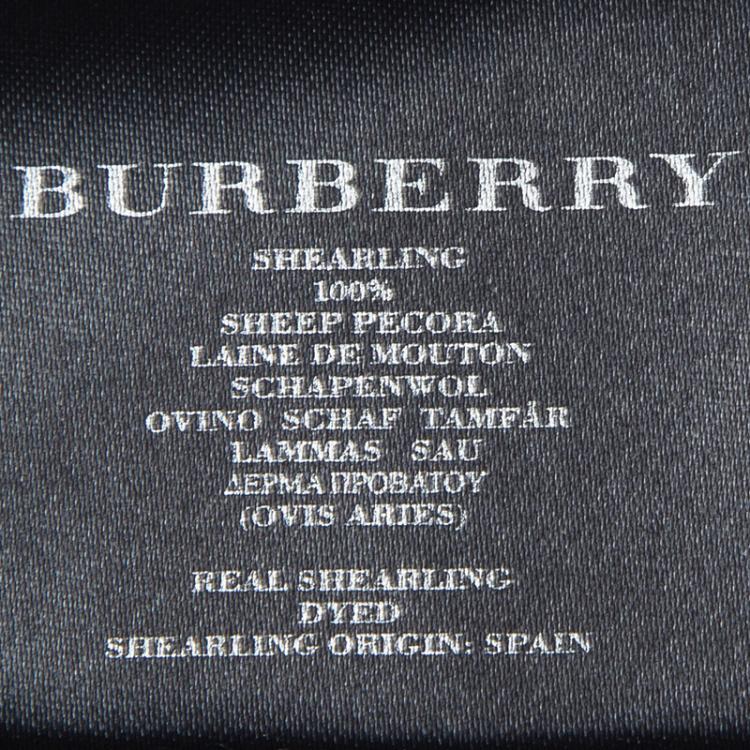 BURBERRY
SHEARLING
100%
SHEEP PECORA
LAINE DE MOUTON
SCHAPENWOL
OVINO SCHAF TAMFÅR
LAMMAS SAU
ΔΕΡΜΑ ΠΡΟΒΑΤΟΥ
(OVIS ARIES)
REAL SHEARLING
DYED
SHEARLING ORIGIN: SPAIN